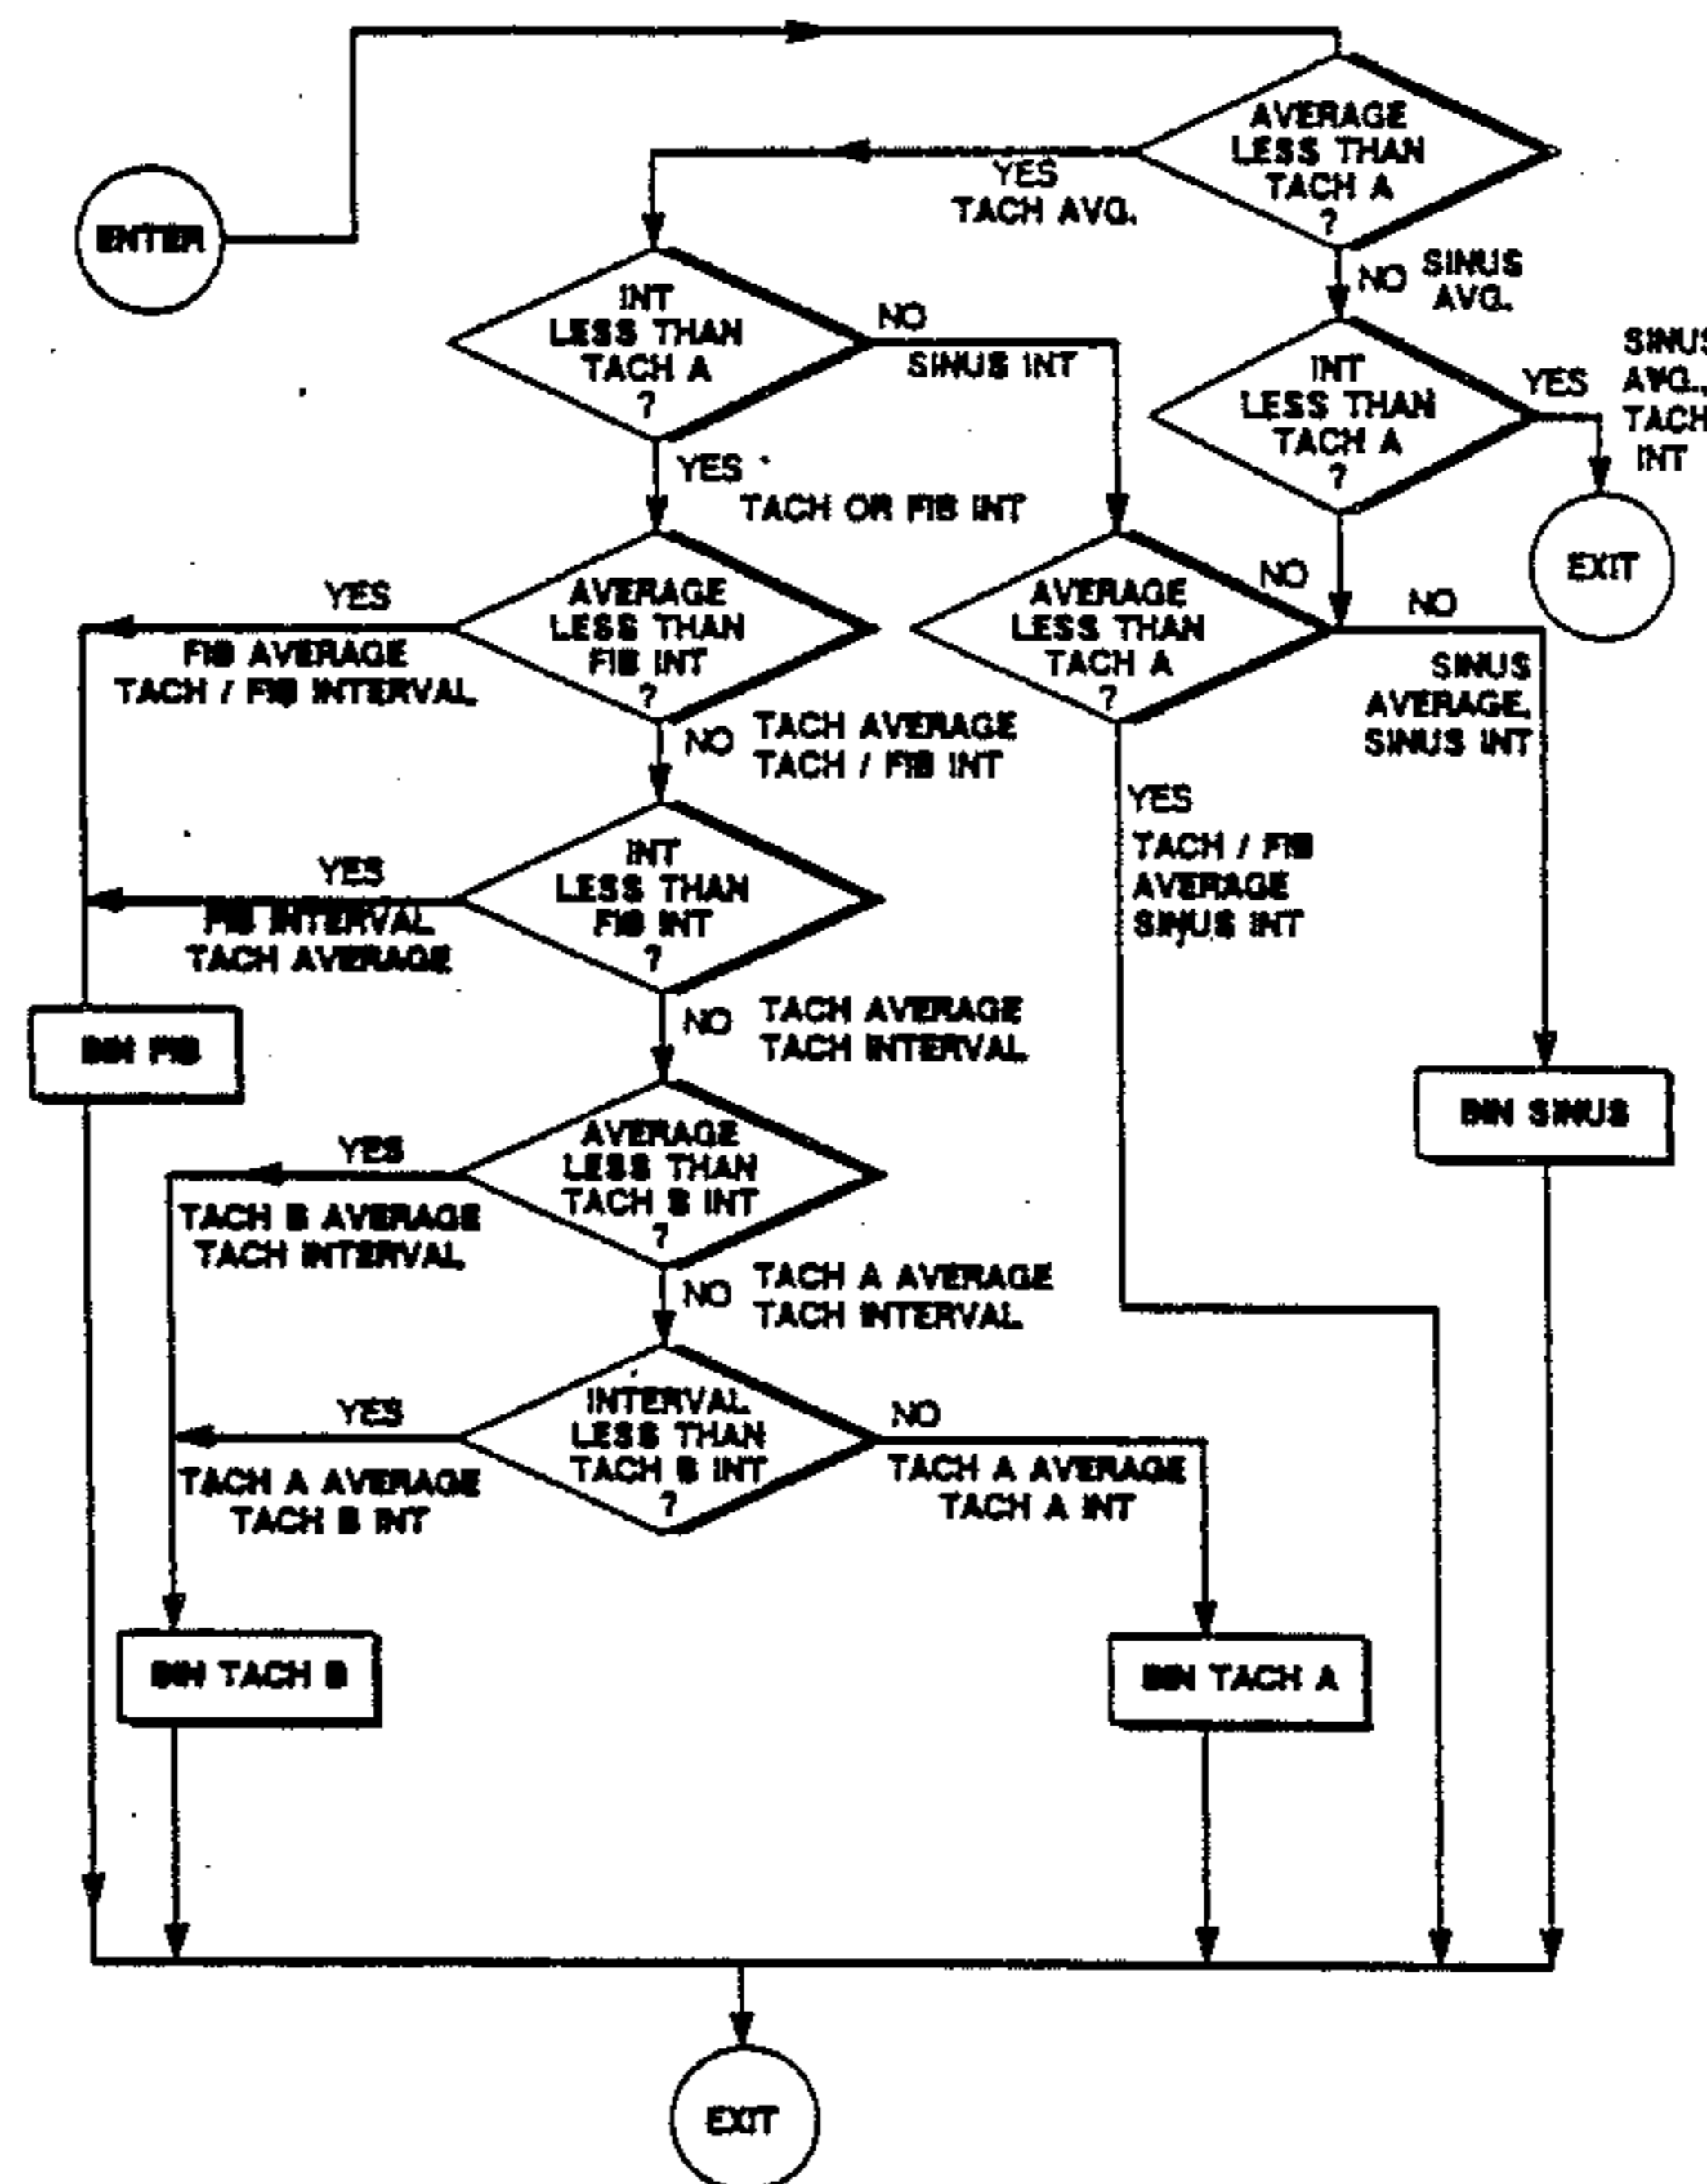 ENTER
AVERAGE
LESS THAN
TACH A
?
YES
TACH AVG.
NO SINUS
AVG.
INT
LESS THAN
TACH A
?
NO
SINUS INT
INT
LESS THAN
TACH A
?
YES
SINUS
AVG.,
TACH
INT
EXIT
YES
TACH OR FIB INT
NO
AVERAGE
LESS THAN
FIB INT
?
YES
FIB AVERAGE
TACH / FIB INTERVAL
AVERAGE
LESS THAN
TACH A
?
NO
SINUS
AVERAGE,
SINUS INT
NO
TACH AVERAGE
TACH / FIB INT
YES
TACH / FIB
AVERAGE
SINUS INT
INT
LESS THAN
FIB INT
?
YES
FIB INTERVAL
TACH AVERAGE
NO
TACH AVERAGE
TACH INTERVAL
BIN FIB
BIN SINUS
AVERAGE
LESS THAN
TACH B INT
?
YES
TACH B AVERAGE
TACH INTERVAL
NO
TACH A AVERAGE
TACH INTERVAL
INTERVAL
LESS THAN
TACH B INT
?
YES
TACH A AVERAGE
TACH B INT
NO
TACH A AVERAGE
TACH A INT
BIN TACH B
BIN TACH A
EXIT